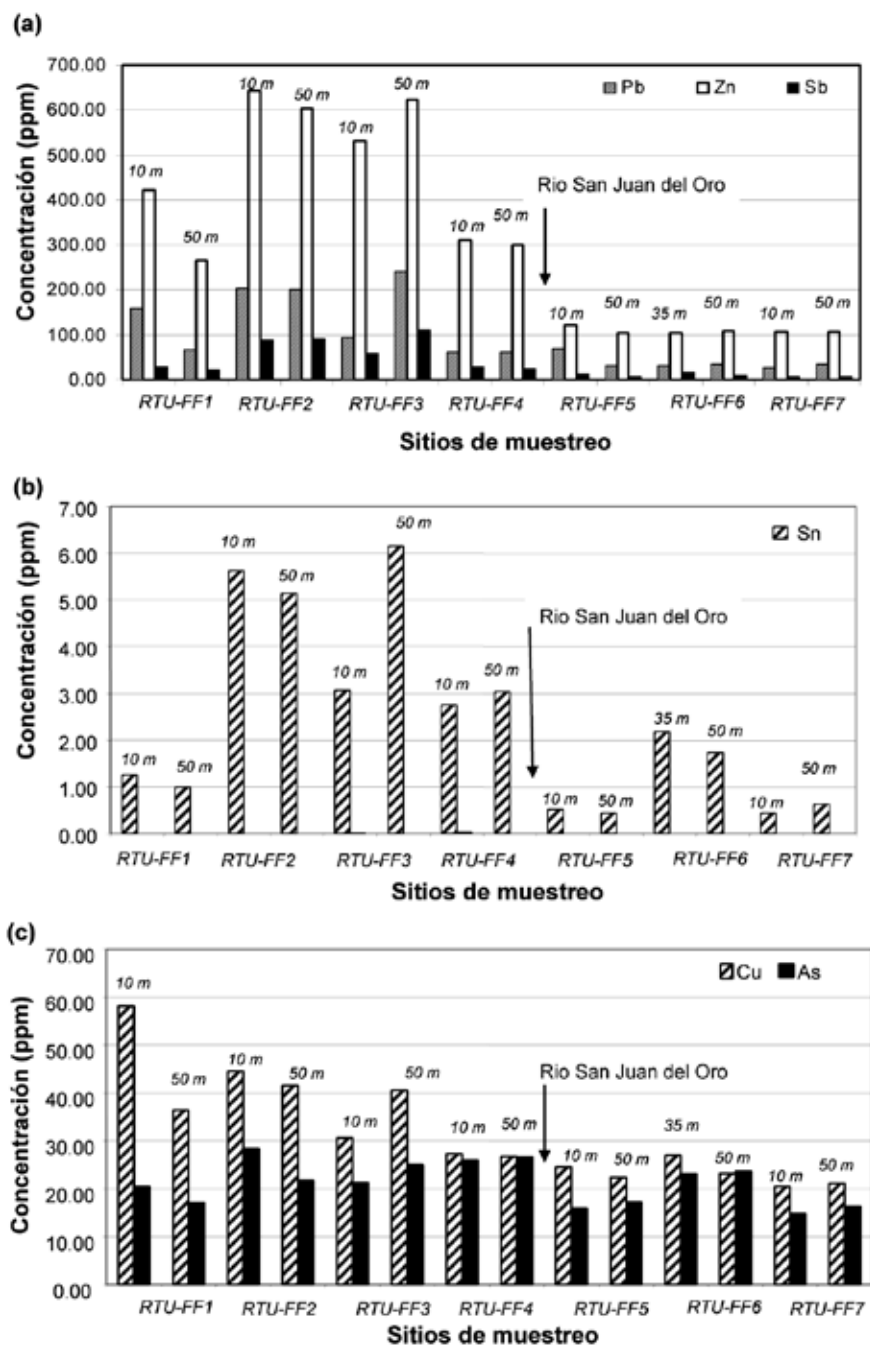 (a)
700.00
600.00
500.00
400.00
300.00
200.00
100.00
0.00
Concentración (ppm)
Pb Zn Sb
10 m 50 m 10 m 50 m 10 m 50 m 10 m 50 m 10 m 50 m 35 m 50 m 10 m 50 m
Rio San Juan del Oro
RTU-FF1 RTU-FF2 RTU-FF3 RTU-FF4 RTU-FF5 RTU-FF6 RTU-FF7
Sitios de muestreo
(b)
7.00
6.00
5.00
4.00
3.00
2.00
1.00
0.00
Concentración (ppm)
Sn
10 m 50 m 10 m 50 m 10 m 50 m 10 m 50 m 10 m 50 m 35 m 50 m 10 m 50 m
Rio San Juan del Oro
RTU-FF1 RTU-FF2 RTU-FF3 RTU-FF4 RTU-FF5 RTU-FF6 RTU-FF7
Sitios de muestreo
(c)
70.00
60.00
50.00
40.00
30.00
20.00
10.00
0.00
Concentración (ppm)
Cu As
10 m 50 m 10 m 50 m 10 m 50 m 10 m 50 m 10 m 50 m 35 m 50 m 10 m 50 m
Rio San Juan del Oro
RTU-FF1 RTU-FF2 RTU-FF3 RTU-FF4 RTU-FF5 RTU-FF6 RTU-FF7
Sitios de muestreo